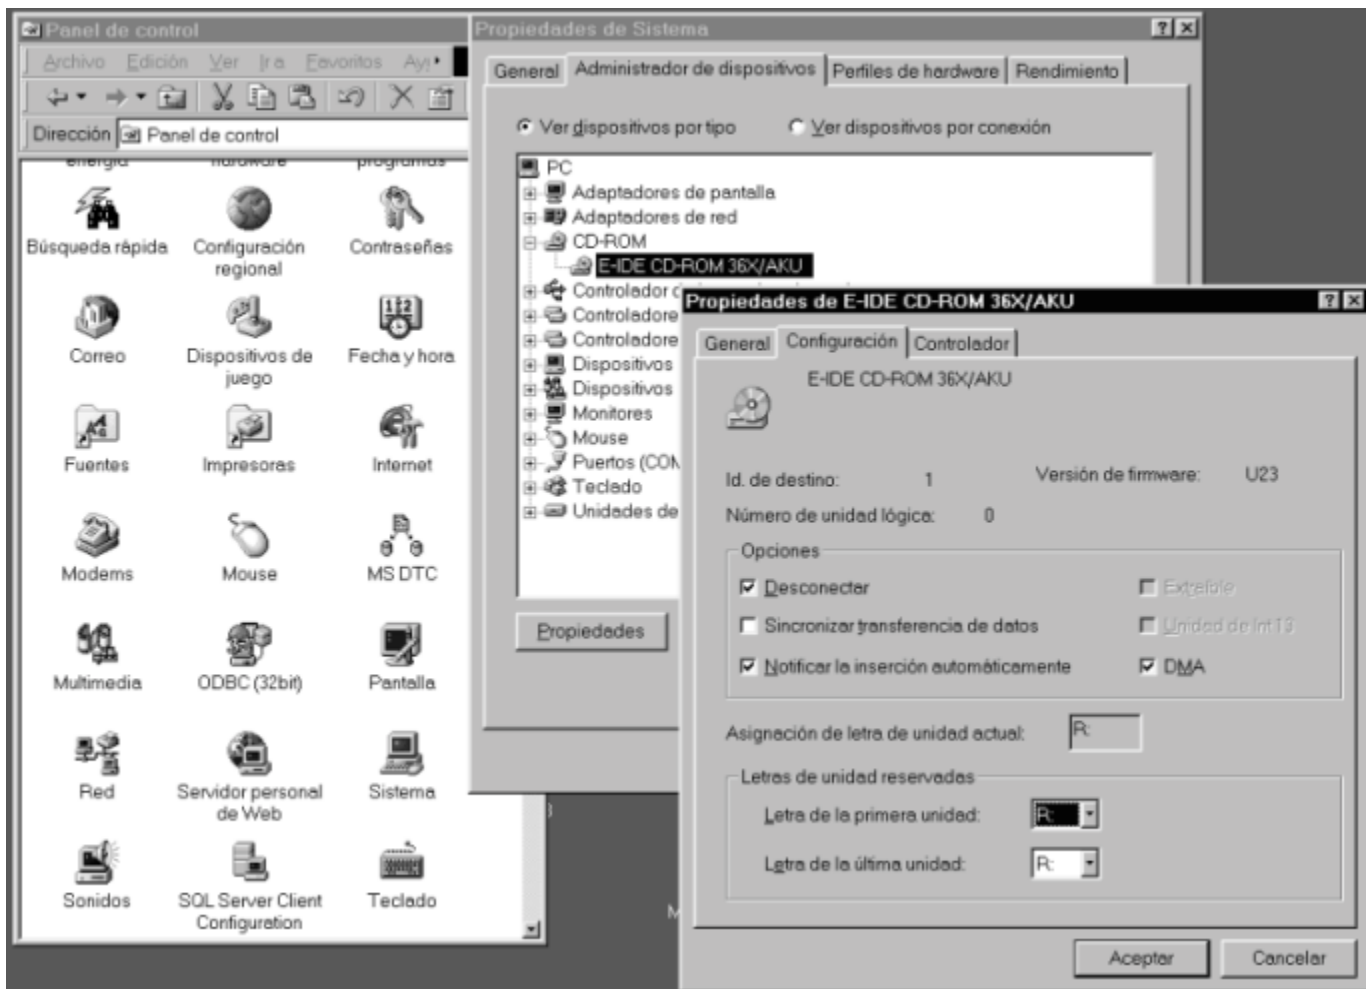 Panel de control
Archivo Edición Ver Ir a Favoritos Ay
Dirección Panel de control
energía hardware programas
Búsqueda rápida
Configuración regional
Contraseñas
Correo
Dispositivos de juego
Fecha y hora
Fuentes
Impresoras
Internet
Modems
Mouse
MS DTC
Multimedia
ODBC (32bit)
Pantalla
Red
Servidor personal de Web
Sistema
Sonidos
SQL Server Client Configuration
Teclado
Propiedades de Sistema
General Administrador de dispositivos Perfiles de hardware Rendimiento
Ver dispositivos por tipo Ver dispositivos por conexión
PC
Adaptadores de pantalla
Adaptadores de red
CD-ROM
E-IDE CD-ROM 36X/AKU
Controlador
Controladore
Controladore
Dispositivos
Dispositivos
Monitores
Mouse
Puertos (COM
Teclado
Unidades de
Propiedades
Propiedades de E-IDE CD-ROM 36X/AKU
General Configuración Controlador
E-IDE CD-ROM 36X/AKU
Id. de destino: 1 Versión de firmware: U23
Número de unidad lógica: 0
Opciones
Desconectar Extraíble
Sincronizar transferencia de datos Unidad de Int 13
Notificar la inserción automáticamente DMA
Asignación de letra de unidad actual: R:
Letras de unidad reservadas
Letra de la primera unidad: R:
Letra de la última unidad: R:
Aceptar Cancelar